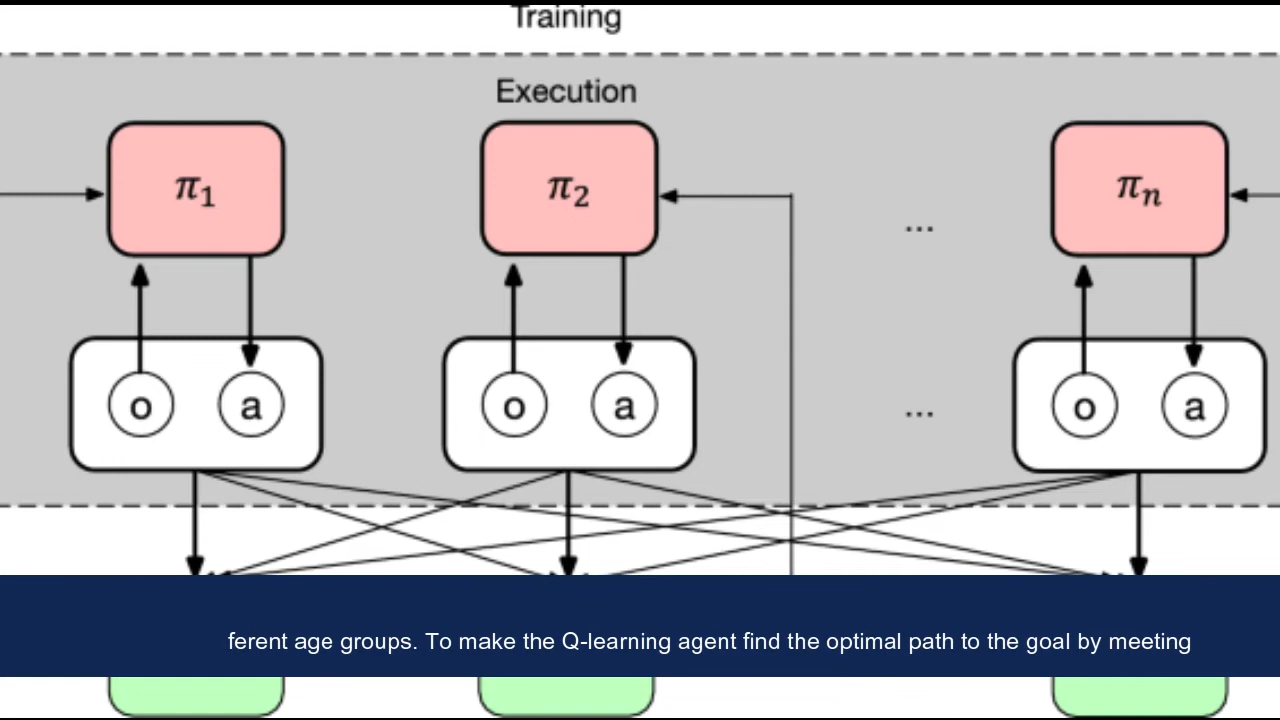 Training
Execution
π1 π2 πn
...
o a o a ... o a
ferent age groups. To make the Q-learning agent find the optimal path to the goal by meeting